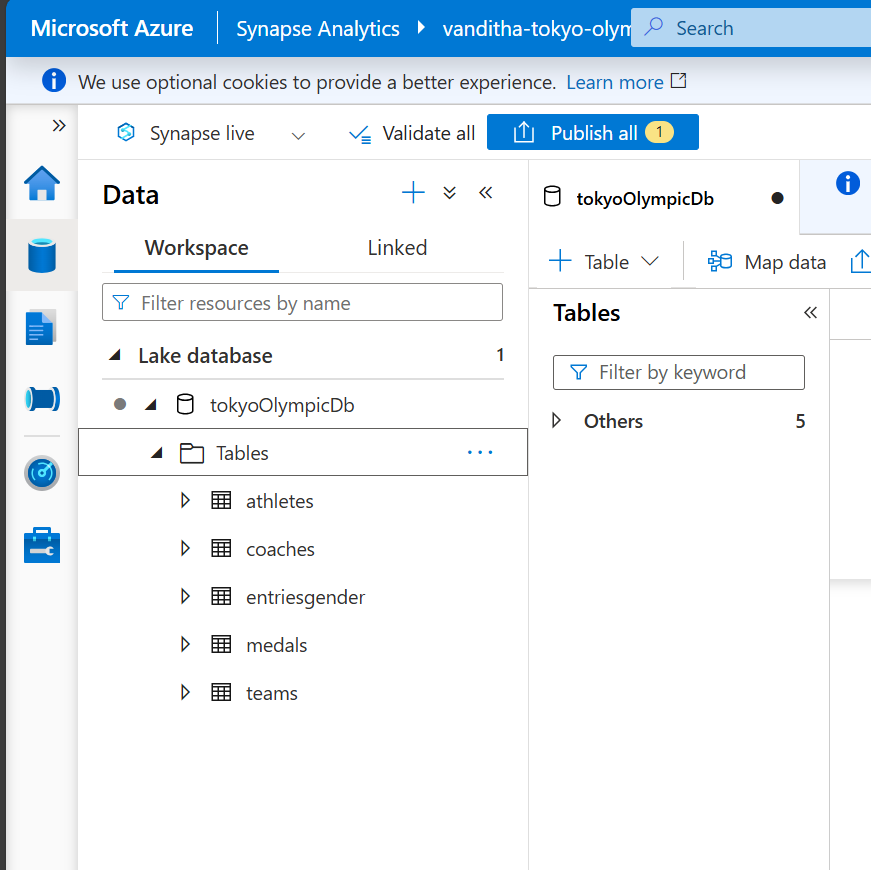 Microsoft Azure Synapse Analytics vanditha-tokyo-olym Search
We use optional cookies to provide a better experience. Learn more
Synapse live Validate all Publish all 1
Data
Workspace Linked
Filter resources by name
Lake database 1
tokyoOlympicDb
Tables ...
athletes
coaches
entriesgender
medals
teams
tokyoOlympicDb
Table Map data
Tables
Filter by keyword
Others 5